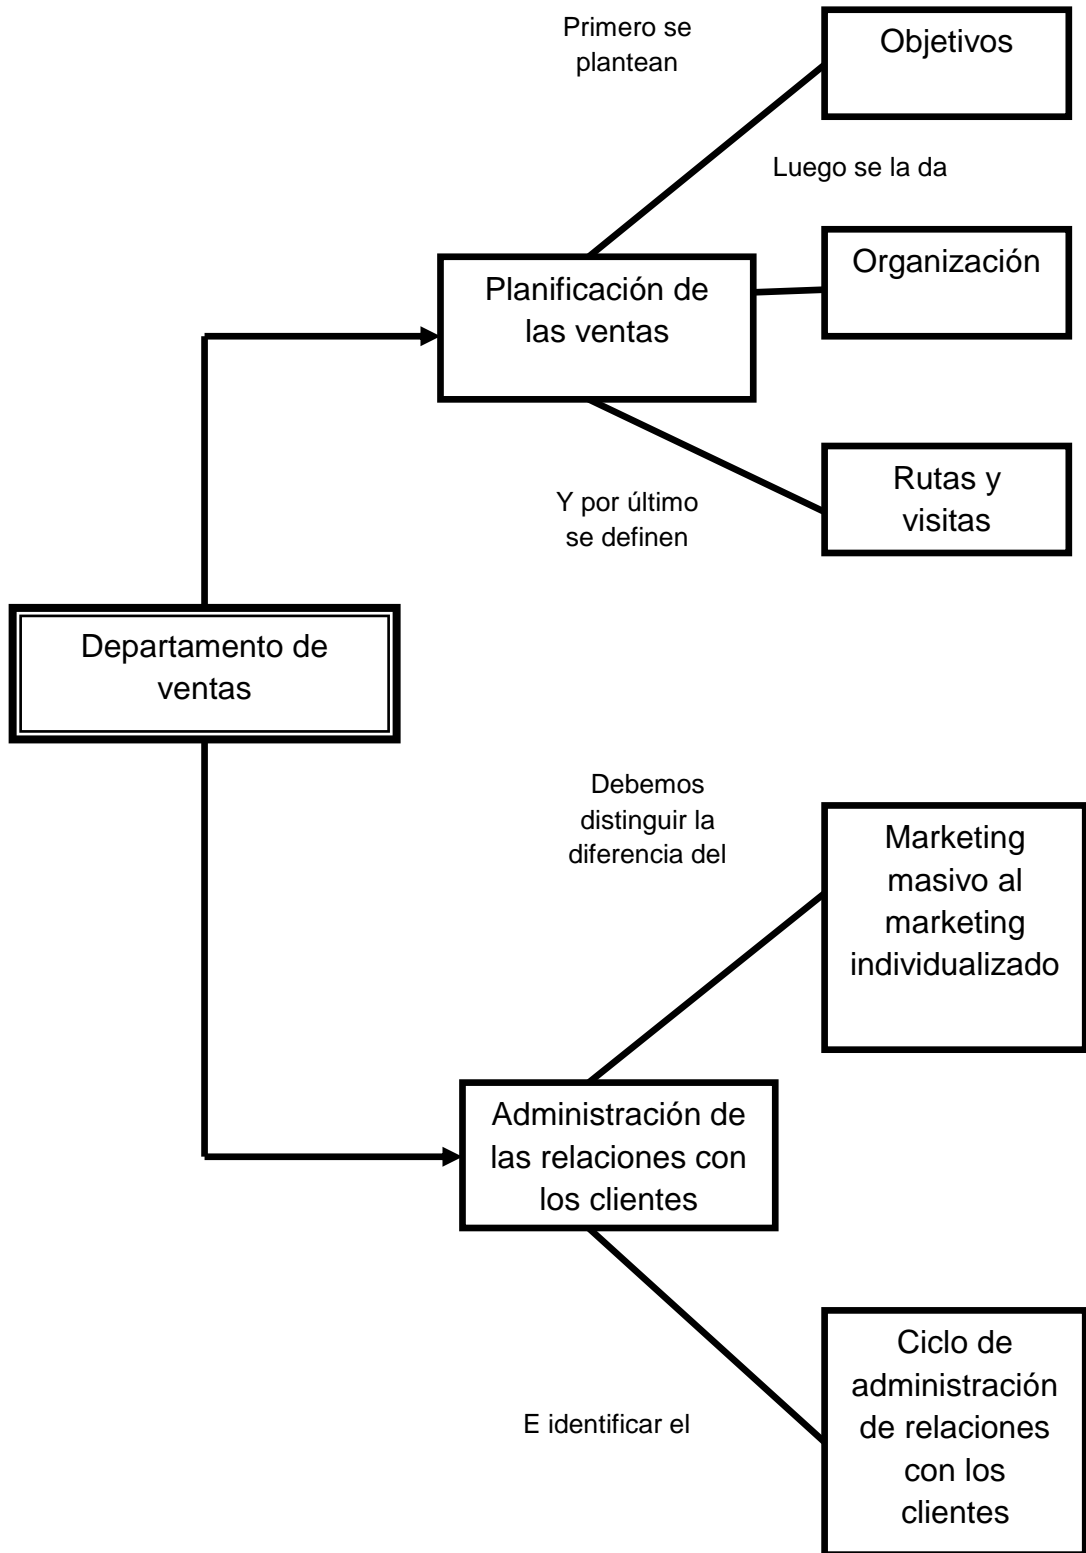 Primero se
plantean
Objetivos
Luego se la da
Organización
Planificación de
las ventas
Rutas y
visitas
Y por último
se definen
Departamento de
ventas
Debemos
distinguir la
diferencia del
Marketing
masivo al
marketing
individualizado
Administración de
las relaciones con
los clientes
E identificar el
Ciclo de
administración
de relaciones
con los
clientes